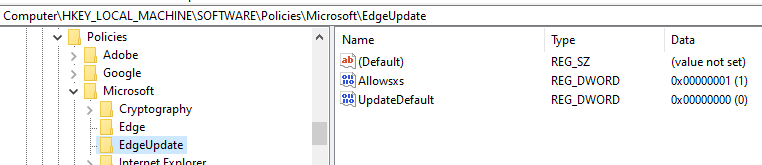 Computer\HKEY_LOCAL_MACHINE\SOFTWARE\Policies\Microsoft\EdgeUpdate
Policies
Adobe
Google
Microsoft
Cryptography
Edge
EdgeUpdate
Internet Explorer
Name Type Data
(Default) REG_SZ (value not set)
Allowsxs REG_DWORD 0x00000001 (1)
UpdateDefault REG_DWORD 0x00000000 (0)